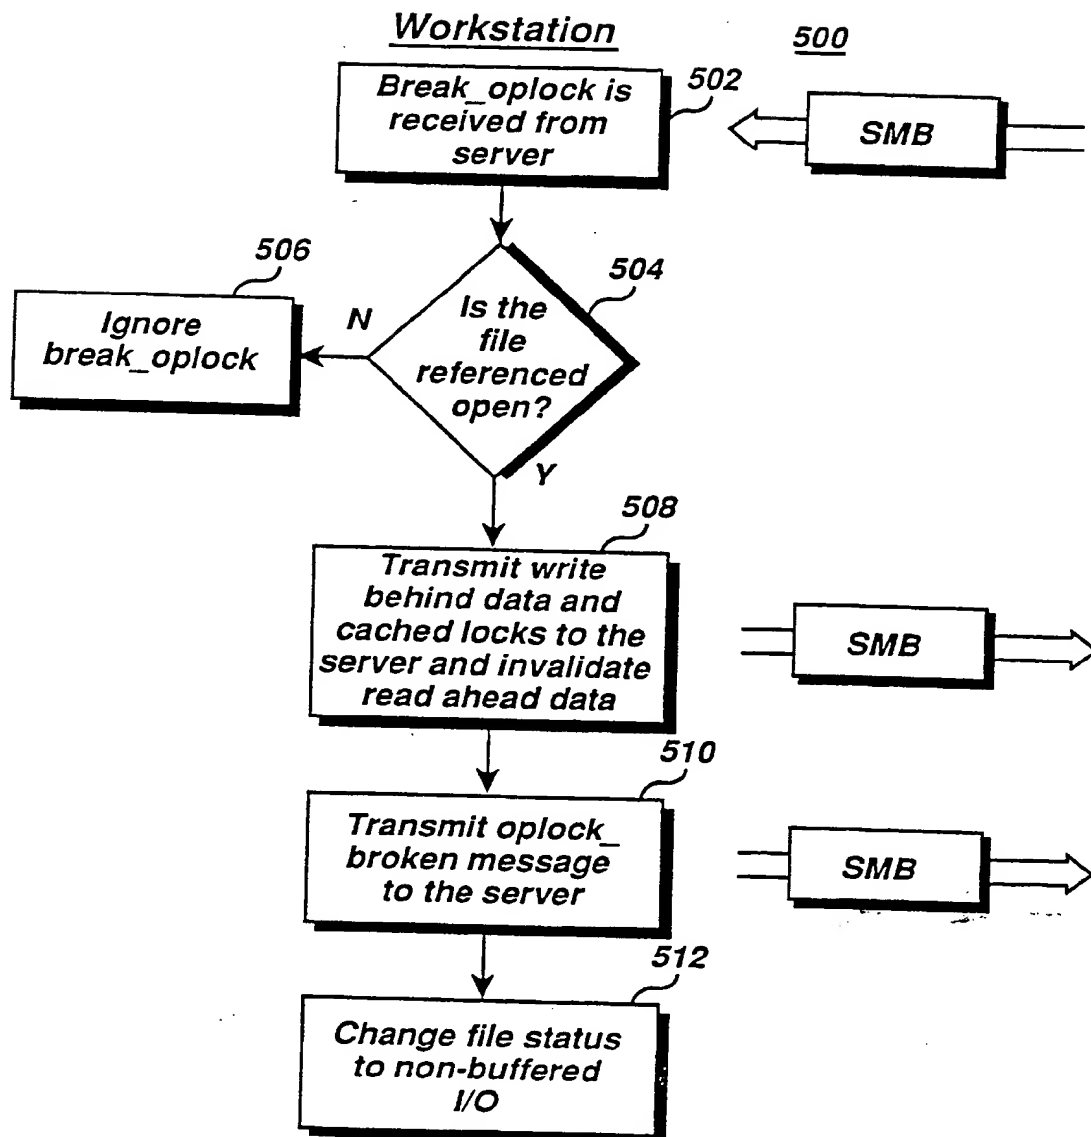 Workstation
500
Break_oplock is
received from
server
502
SMB
506
504
Ignore
break_oplock
N
Is the
file
referenced
open?
Y
508
Transmit write
behind data and
cached locks to the
server and invalidate
read ahead data
SMB
510
Transmit oplock_
broken message
to the server
SMB
512
Change file status
to non-buffered
I/O